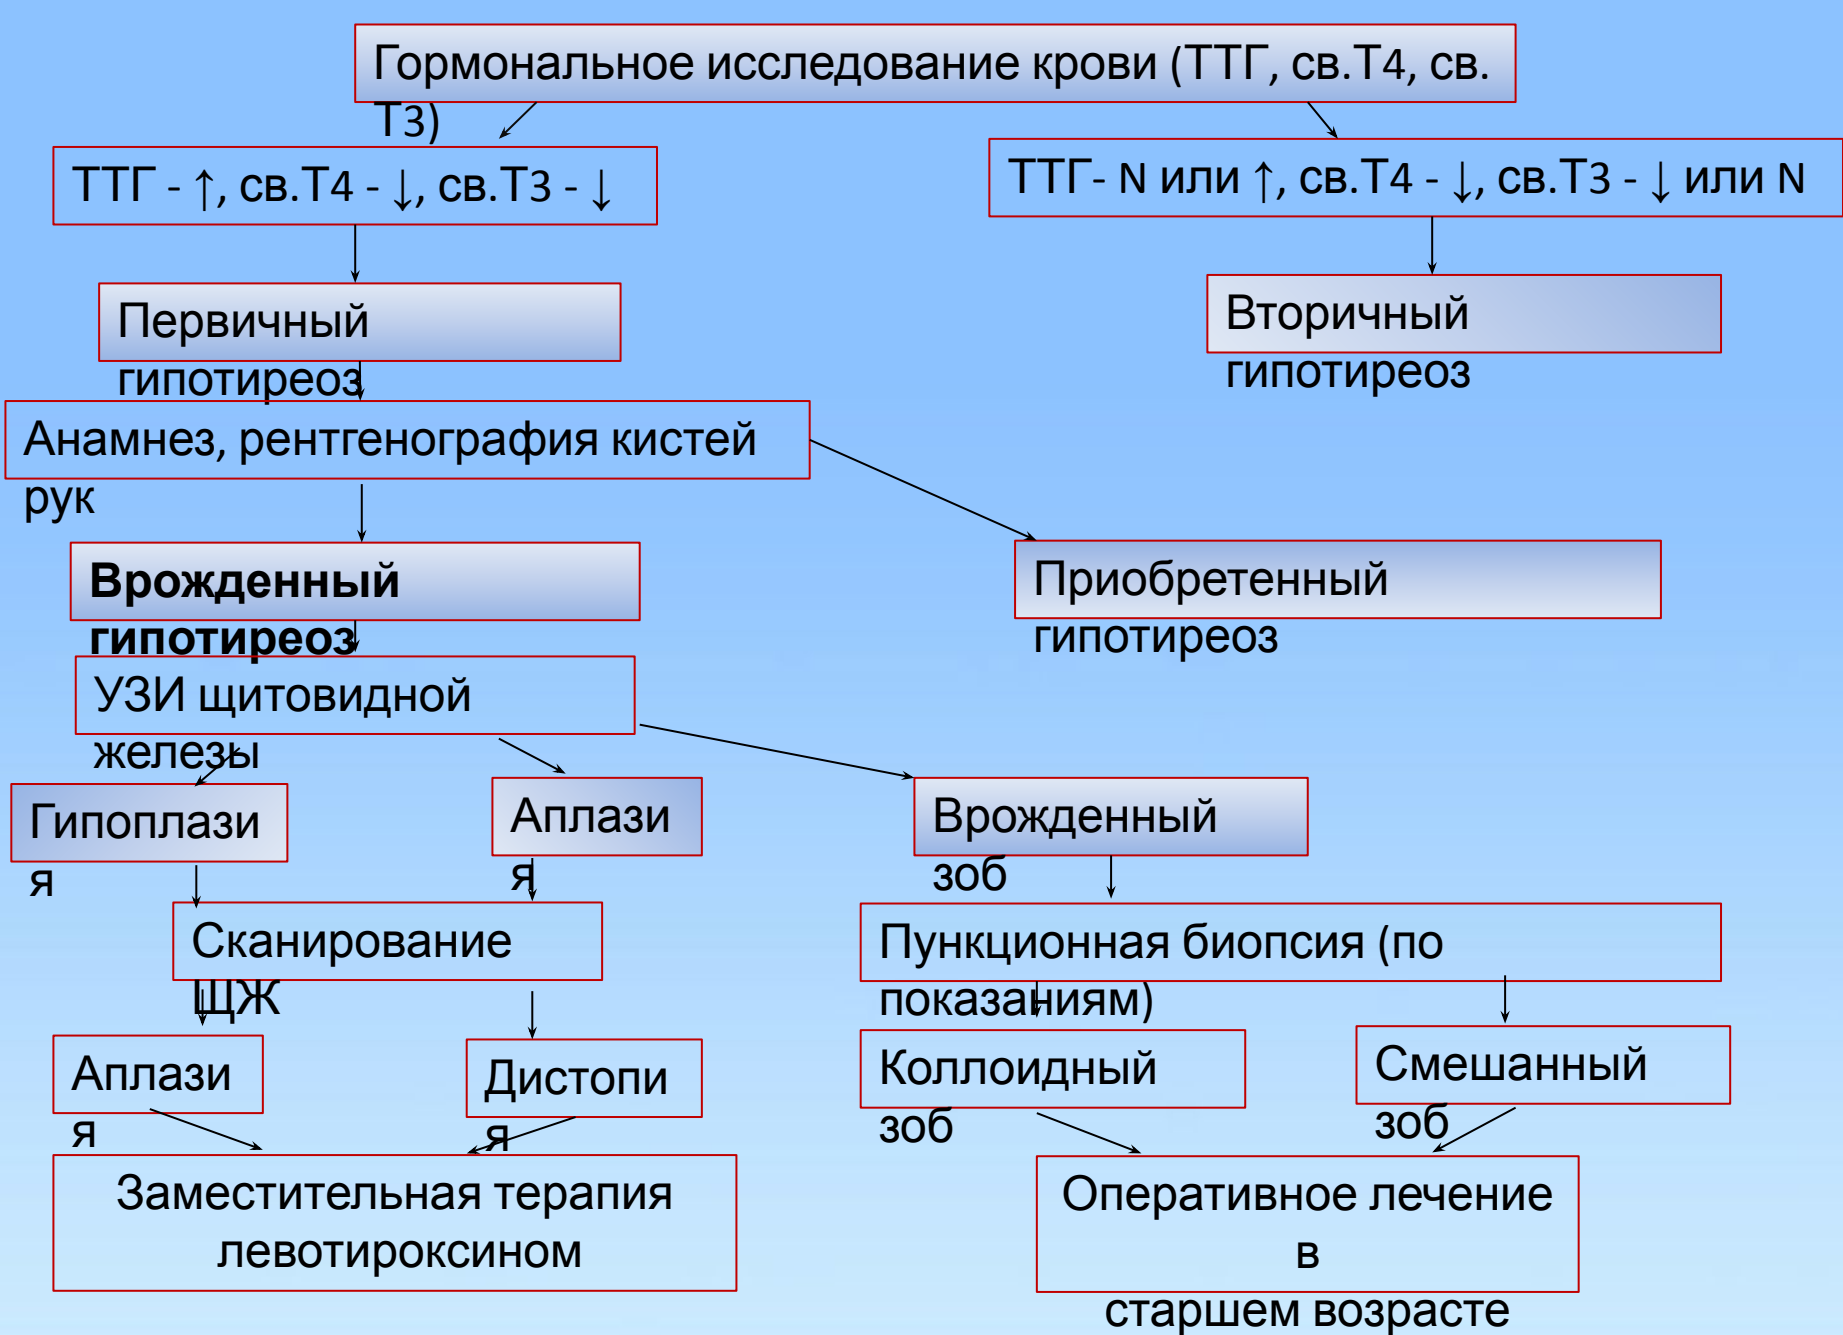 Гормональное исследование крови (ТТГ, св.Т4, св.
Т3)
ТТГ - ↑, св.Т4 - ↓, св.Т3 - ↓
ТТГ- N или ↑, св.Т4 - ↓, св.Т3 - ↓ или N
Первичный
гипотиреоз
Вторичный
гипотиреоз
Анамнез, рентгенография кистей
рук
Врожденный
гипотиреоз
Приобретенный
гипотиреоз
УЗИ щитовидной
железы
Гипоплази
я
Аплази
я
Врожденный
зоб
Сканирование
ЩЖ
Пункционная биопсия (по
показаниям)
Аплази
я
Дистопи
я
Коллоидный
зоб
Смешанный
зоб
Заместительная терапия
левотироксином
Оперативное лечение
в
старшем возрасте